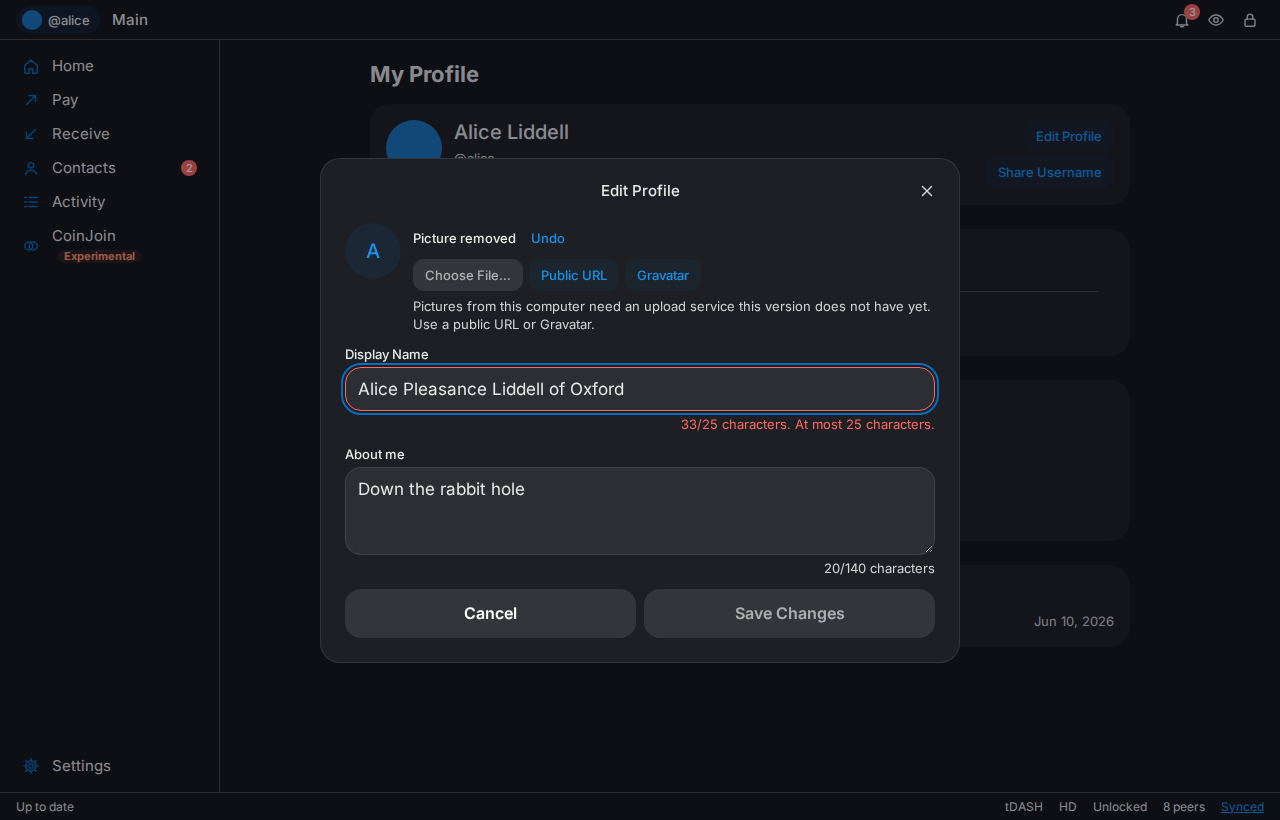 @alice Main 3
Home
Pay
Receive
Contacts 2
Activity
CoinJoin
Experimental
Settings
My Profile
Alice Liddell
@alice
Edit Profile
Share Username
Jun 10, 2026
Edit Profile
A
Picture removed Undo
Choose File... Public URL Gravatar
Pictures from this computer need an upload service this version does not have yet.
Use a public URL or Gravatar.
Display Name
Alice Pleasance Liddell of Oxford
33/25 characters. At most 25 characters.
About me
Down the rabbit hole
20/140 characters
Cancel Save Changes
Up to date tDASH HD Unlocked 8 peers Synced